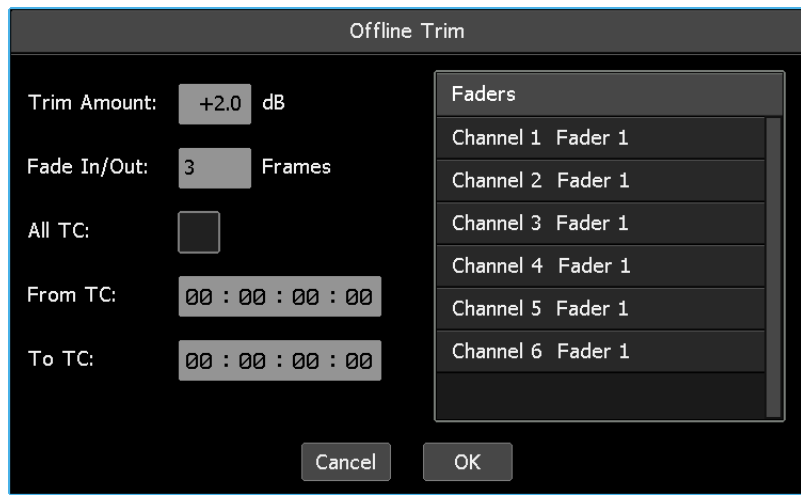 Offline Trim
Trim Amount: +2.0 dB
Fade In/Out: 3 Frames
All TC:
From TC: 00 : 00 : 00 : 00
To TC: 00 : 00 : 00 : 00
Faders
Channel 1 Fader 1
Channel 2 Fader 1
Channel 3 Fader 1
Channel 4 Fader 1
Channel 5 Fader 1
Channel 6 Fader 1
Cancel OK